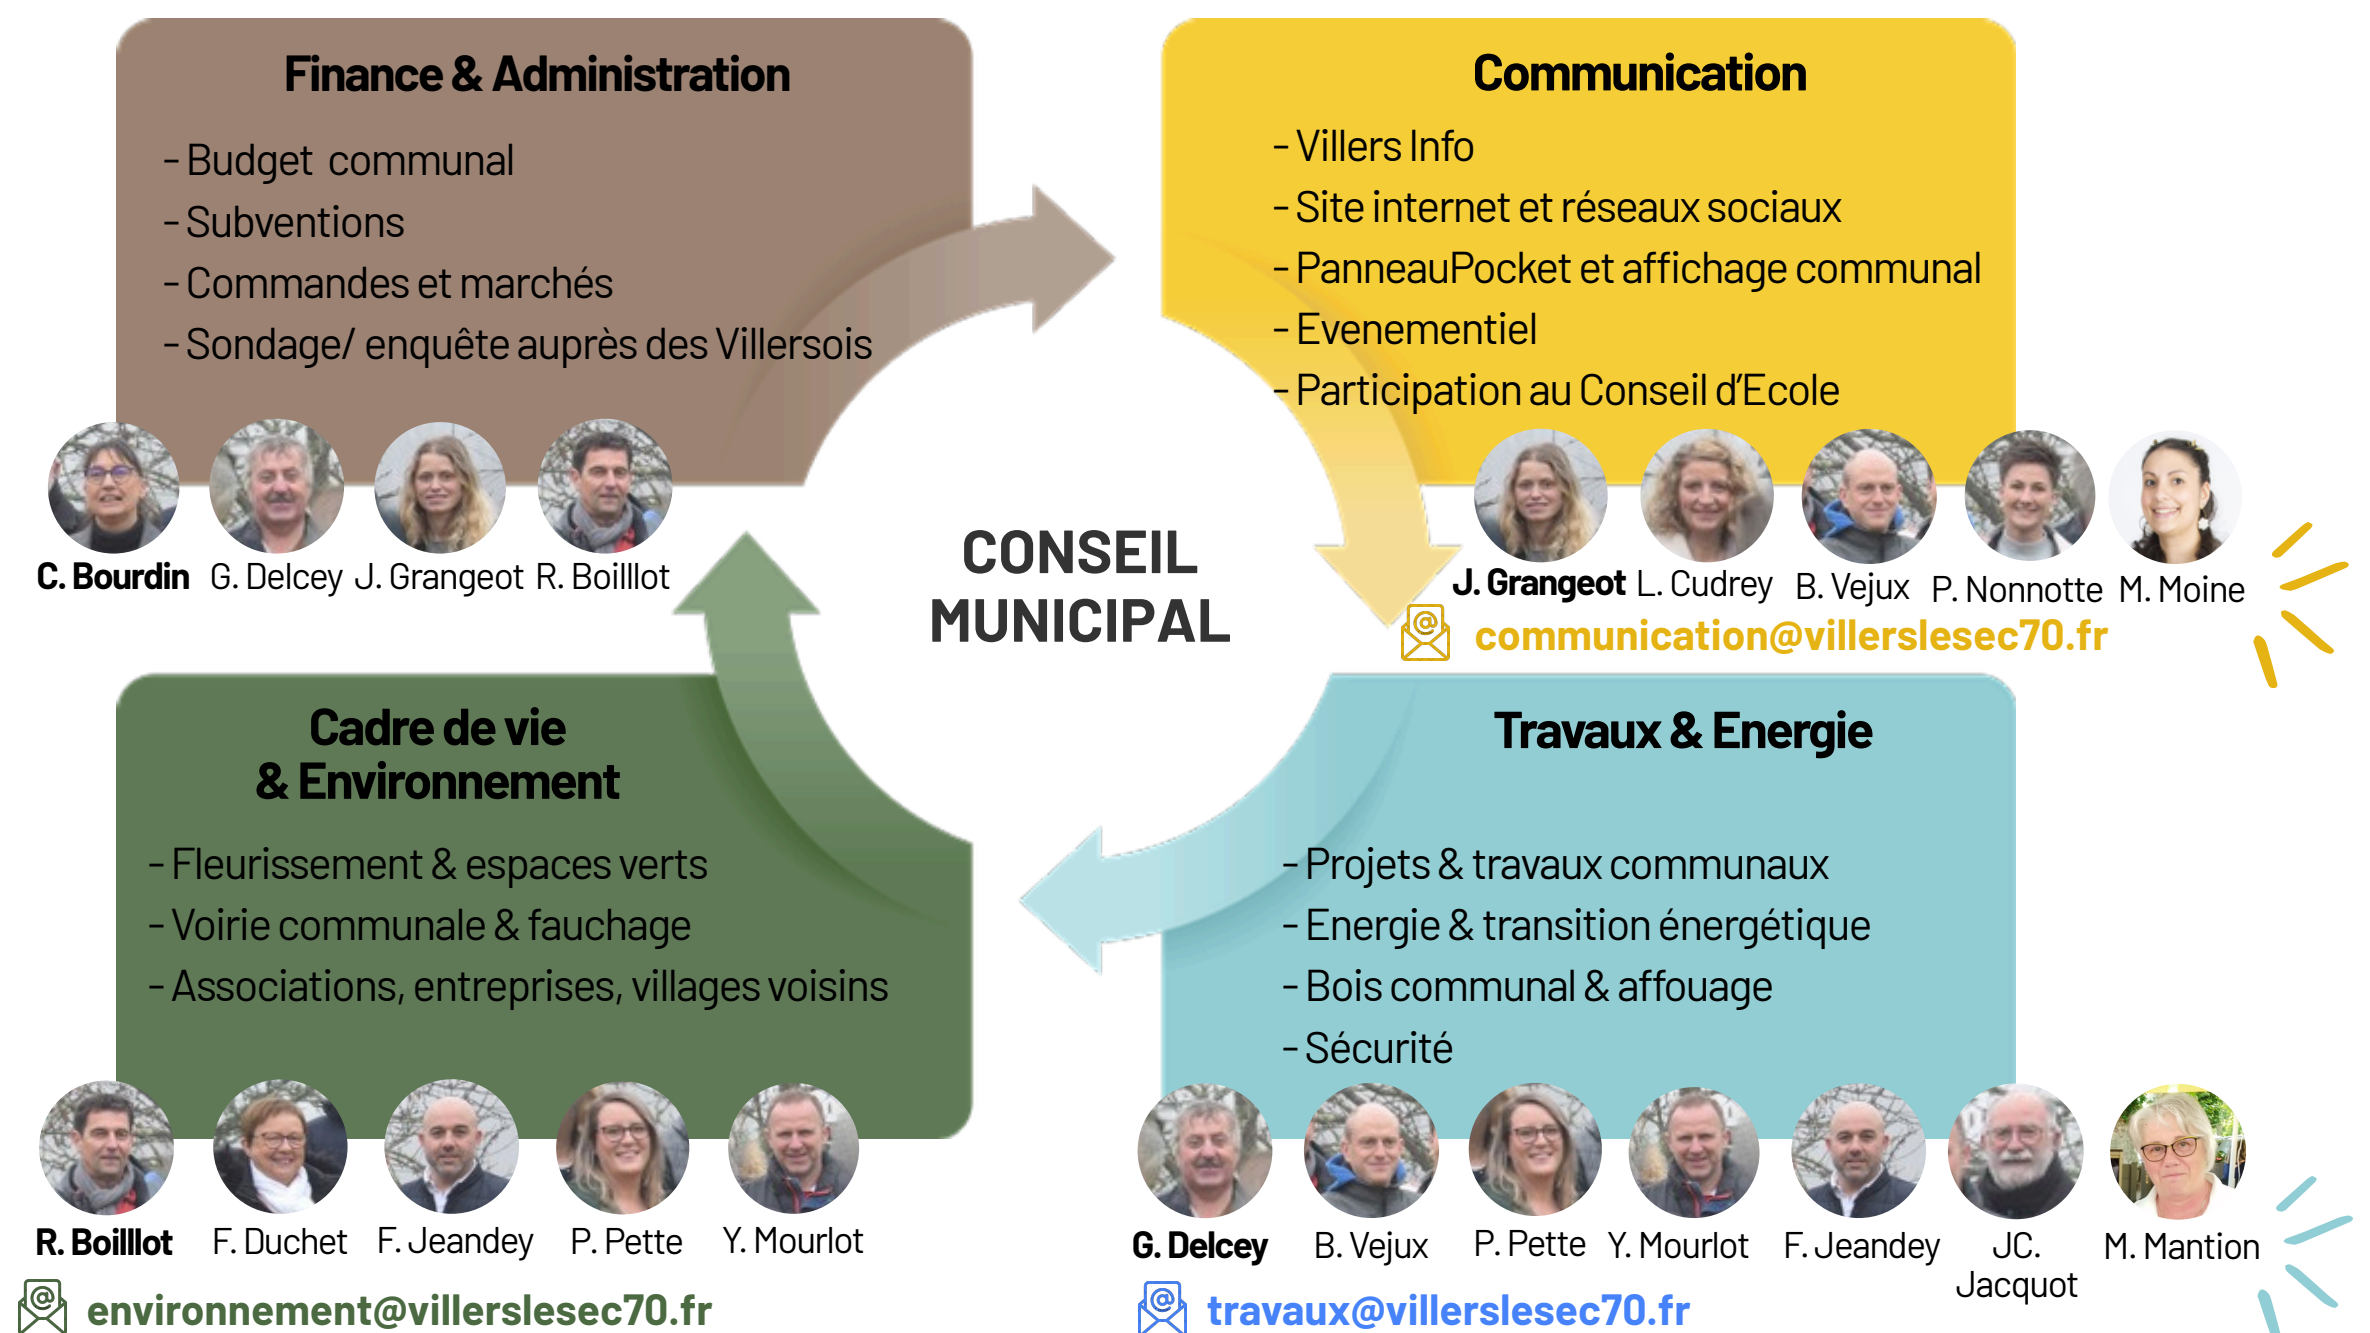 Finance & Administration
- Budget communal
- Subventions
- Commandes et marchés
- Sondage/ enquête auprès des Villersois
C. Bourdin G. Delcey J. Grangeot R. Boilllot
Communication
- Villers Info
- Site internet et réseaux sociaux
- PanneauPocket et affichage communal
- Evenementiel
- Participation au Conseil d'Ecole
J. Grangeot L. Cudrey B. Vejux P. Nonnotte M. Moine
communication@villerslesec70.fr
CONSEIL
MUNICIPAL
Cadre de vie
& Environnement
- Fleurissement & espaces verts
- Voirie communale & fauchage
- Associations, entreprises, villages voisins
R. Boilllot F. Duchet F. Jeandey P. Pette Y. Mourlot
environnement@villerslesec70.fr
Travaux & Energie
- Projets & travaux communaux
- Energie & transition énergétique
- Bois communal & affouage
- Sécurité
G. Delcey B. Vejux P. Pette Y. Mourlot F. Jeandey JC. M. Mantion
Jacquot
travaux@villerslesec70.fr